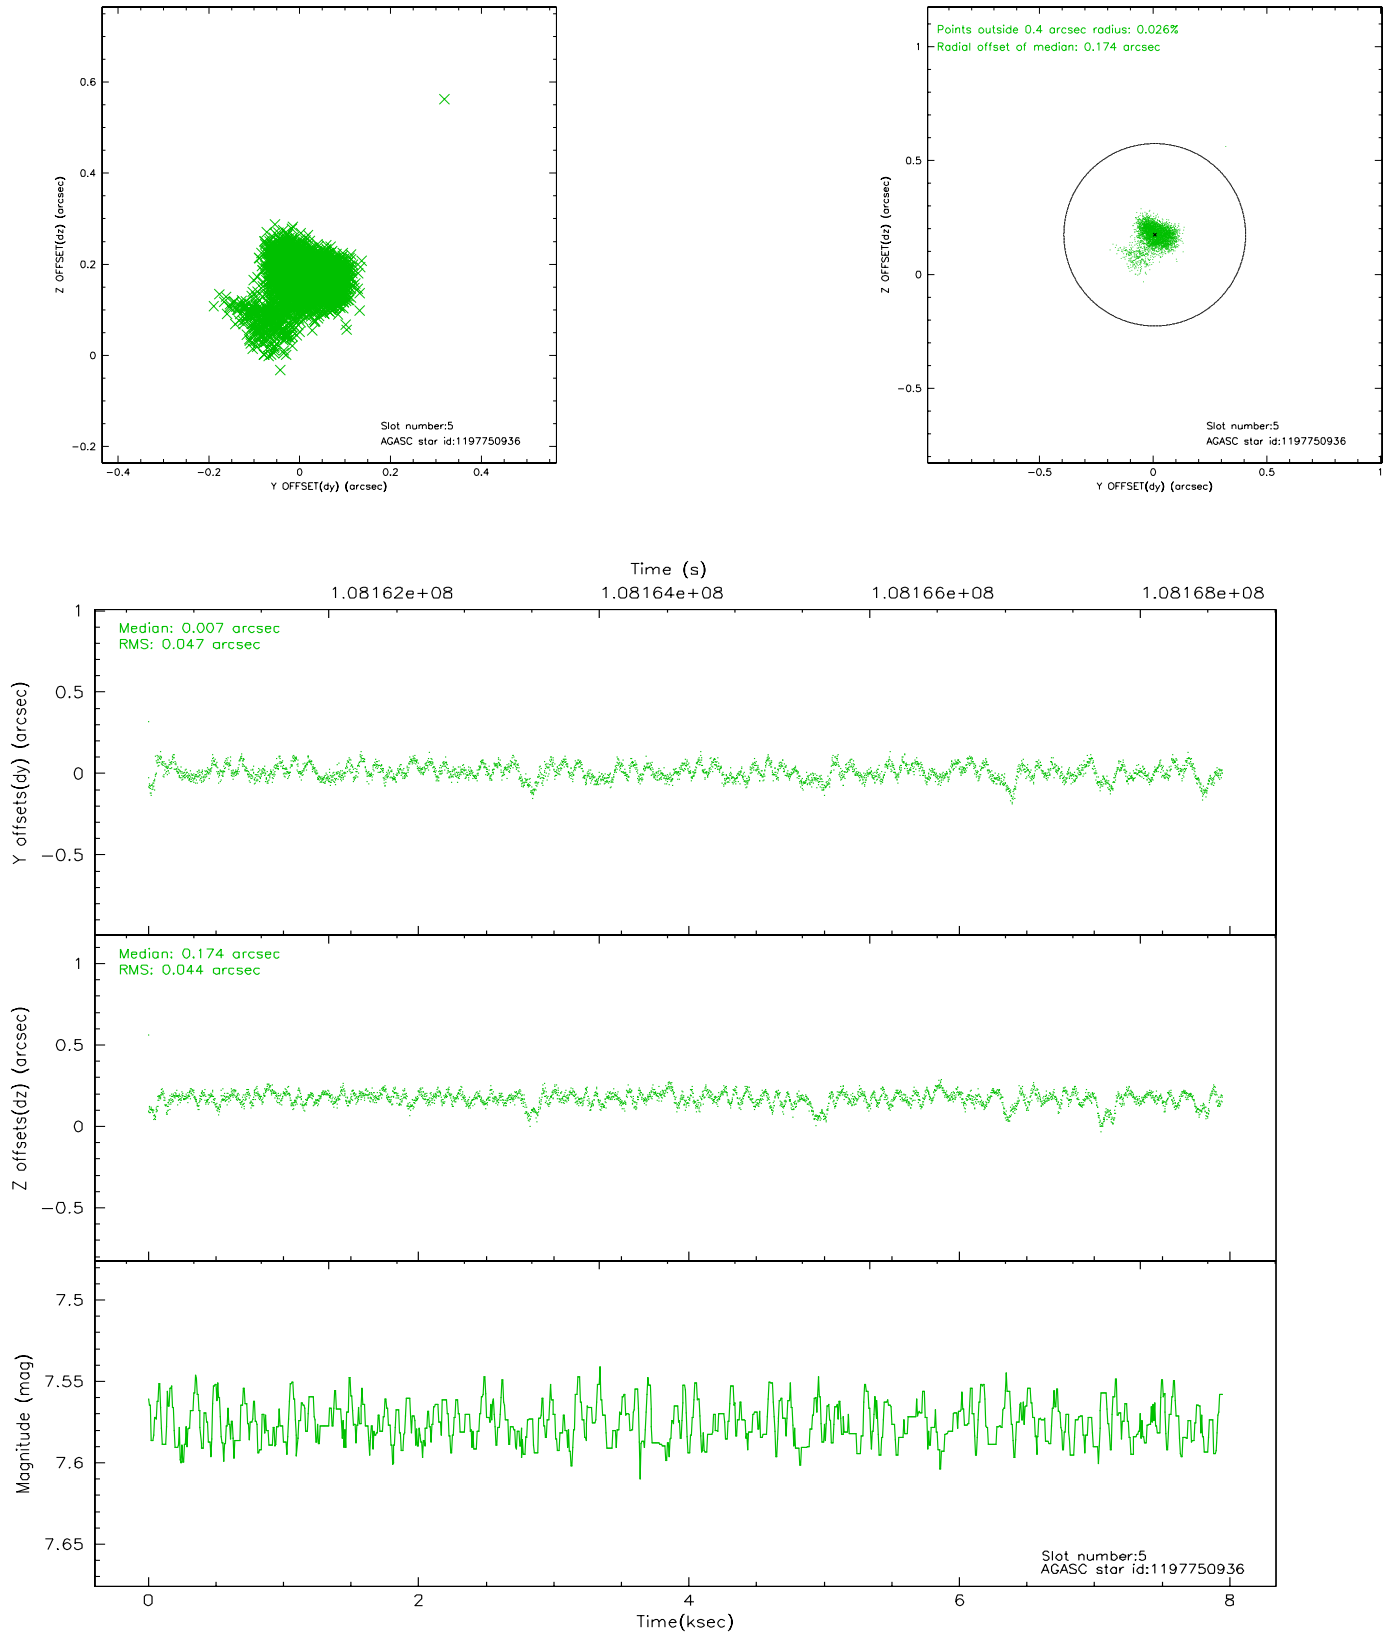 0.6
0.4
0.2
0
−0.2
Z OFFSET(dz) (arcsec)
−0.4 −0.2 0 0.2 0.4
Y OFFSET(dy) (arcsec)
Slot number:5
AGASC star id:1197750936
Points outside 0.4 arcsec radius: 0.026%
Radial offset of median: 0.174 arcsec
1
0.5
0
−0.5
Z OFFSET(dz) (arcsec)
−0.5 0 0.5 1
Y OFFSET(dy) (arcsec)
Slot number:5
AGASC star id:1197750936
Time (s)
1.08162e+08 1.08164e+08 1.08166e+08 1.08168e+08
Median: 0.007 arcsec
RMS: 0.047 arcsec
1
0.5
0
−0.5
Y offsets(dy) (arcsec)
Median: 0.174 arcsec
RMS: 0.044 arcsec
1
0.5
0
−0.5
Z offsets(dz) (arcsec)
7.5
7.55
7.6
7.65
Magnitude (mag)
Slot number:5
AGASC star id:1197750936
0 2 4 6 8
Time(ksec)